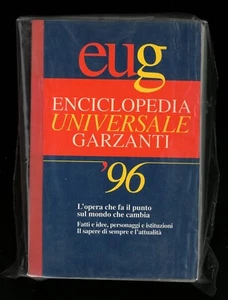 eug
ENCICLOPEDIA
UNIVERSALE
GARZANTI
'96
L'opera che fa il punto
sul mondo che cambia
Fatti e idee, personaggi e istituzioni
Il sapere di sempre e l'attualità